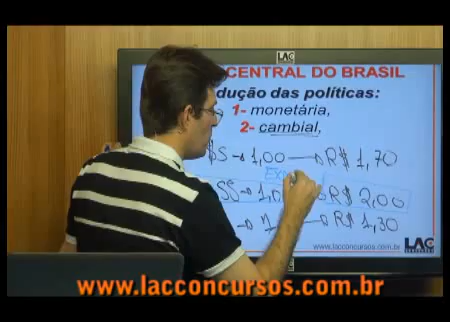 LAC
CENTRAL DO BRASIL
dução das políticas:
1- monetária,
2- cambial,
$S → 1,00 → R$ 1,70
R$ 2,00
→ 1 → R$ 1,30
www.lacconcursos.com.br
LAC
www.lacconcursos.com.br